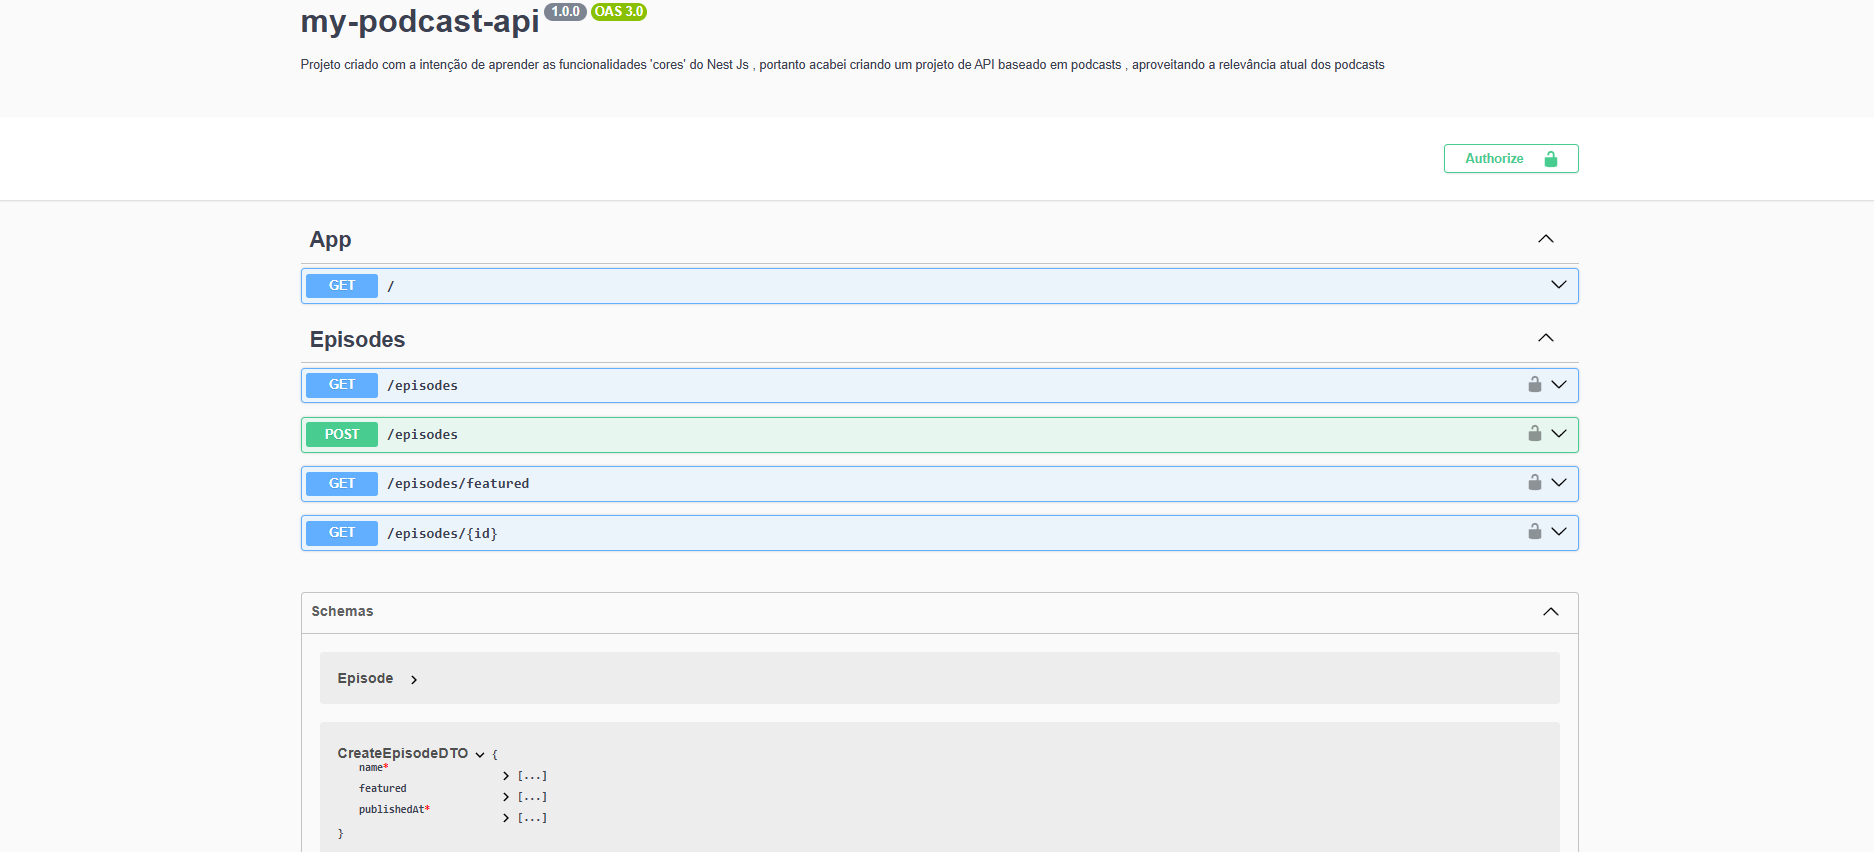 my-podcast-api 1.0.0 OAS 3.0
Projeto criado com a intenção de aprender as funcionalidades 'cores' do Nest Js , portanto acabei criando um projeto de API baseado em podcasts , aproveitando a relevância atual dos podcasts
Authorize
App
GET /
Episodes
GET /episodes
POST /episodes
GET /episodes/featured
GET /episodes/{id}
Schemas
Episode
CreateEpisodeDTO {
name* [...]
featured [...]
publishedAt* [...]
}